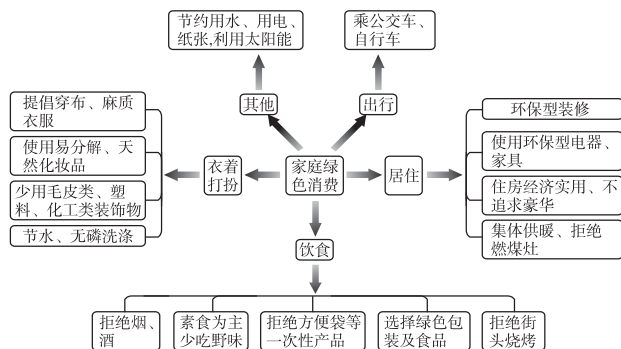 节约用水、用电、
纸张,利用太阳能
乘公交车、
自行车
其他
出行
提倡穿布、麻质
衣服
使用易分解、天
然化妆品
少用毛皮类、塑
料、化工类装饰物
节水、无磷洗涤
衣着
打扮
家庭绿
色消费
居住
环保型装修
使用环保型电器、
家具
住房经济实用、不
追求豪华
集体供暖、拒绝
燃煤灶
饮食
拒绝烟、
酒
素食为主
少吃野味
拒绝方便袋等
一次性产品
选择绿色包
装及食品
拒绝街
头烧烤